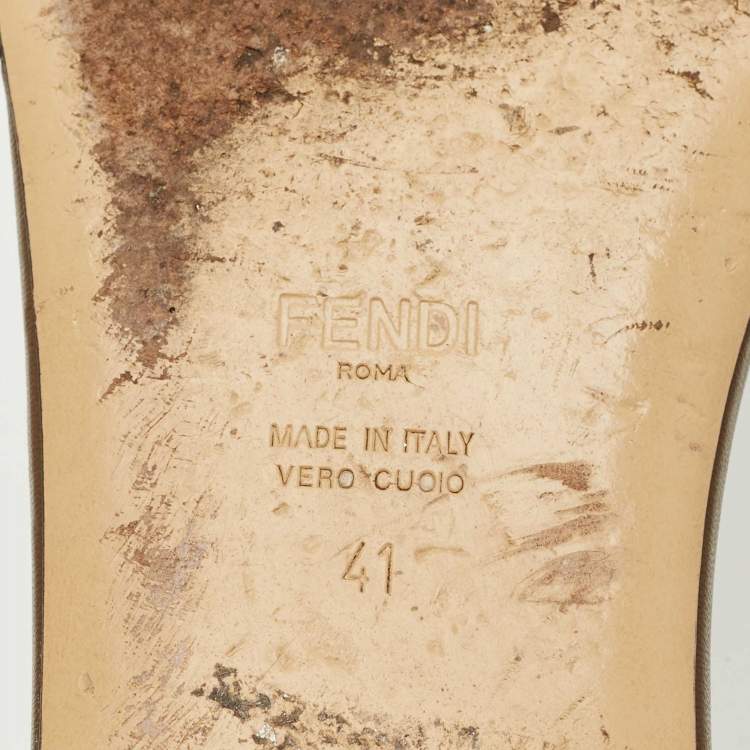 FENDI
ROMA
MADE IN ITALY
VERO CUOIO
41